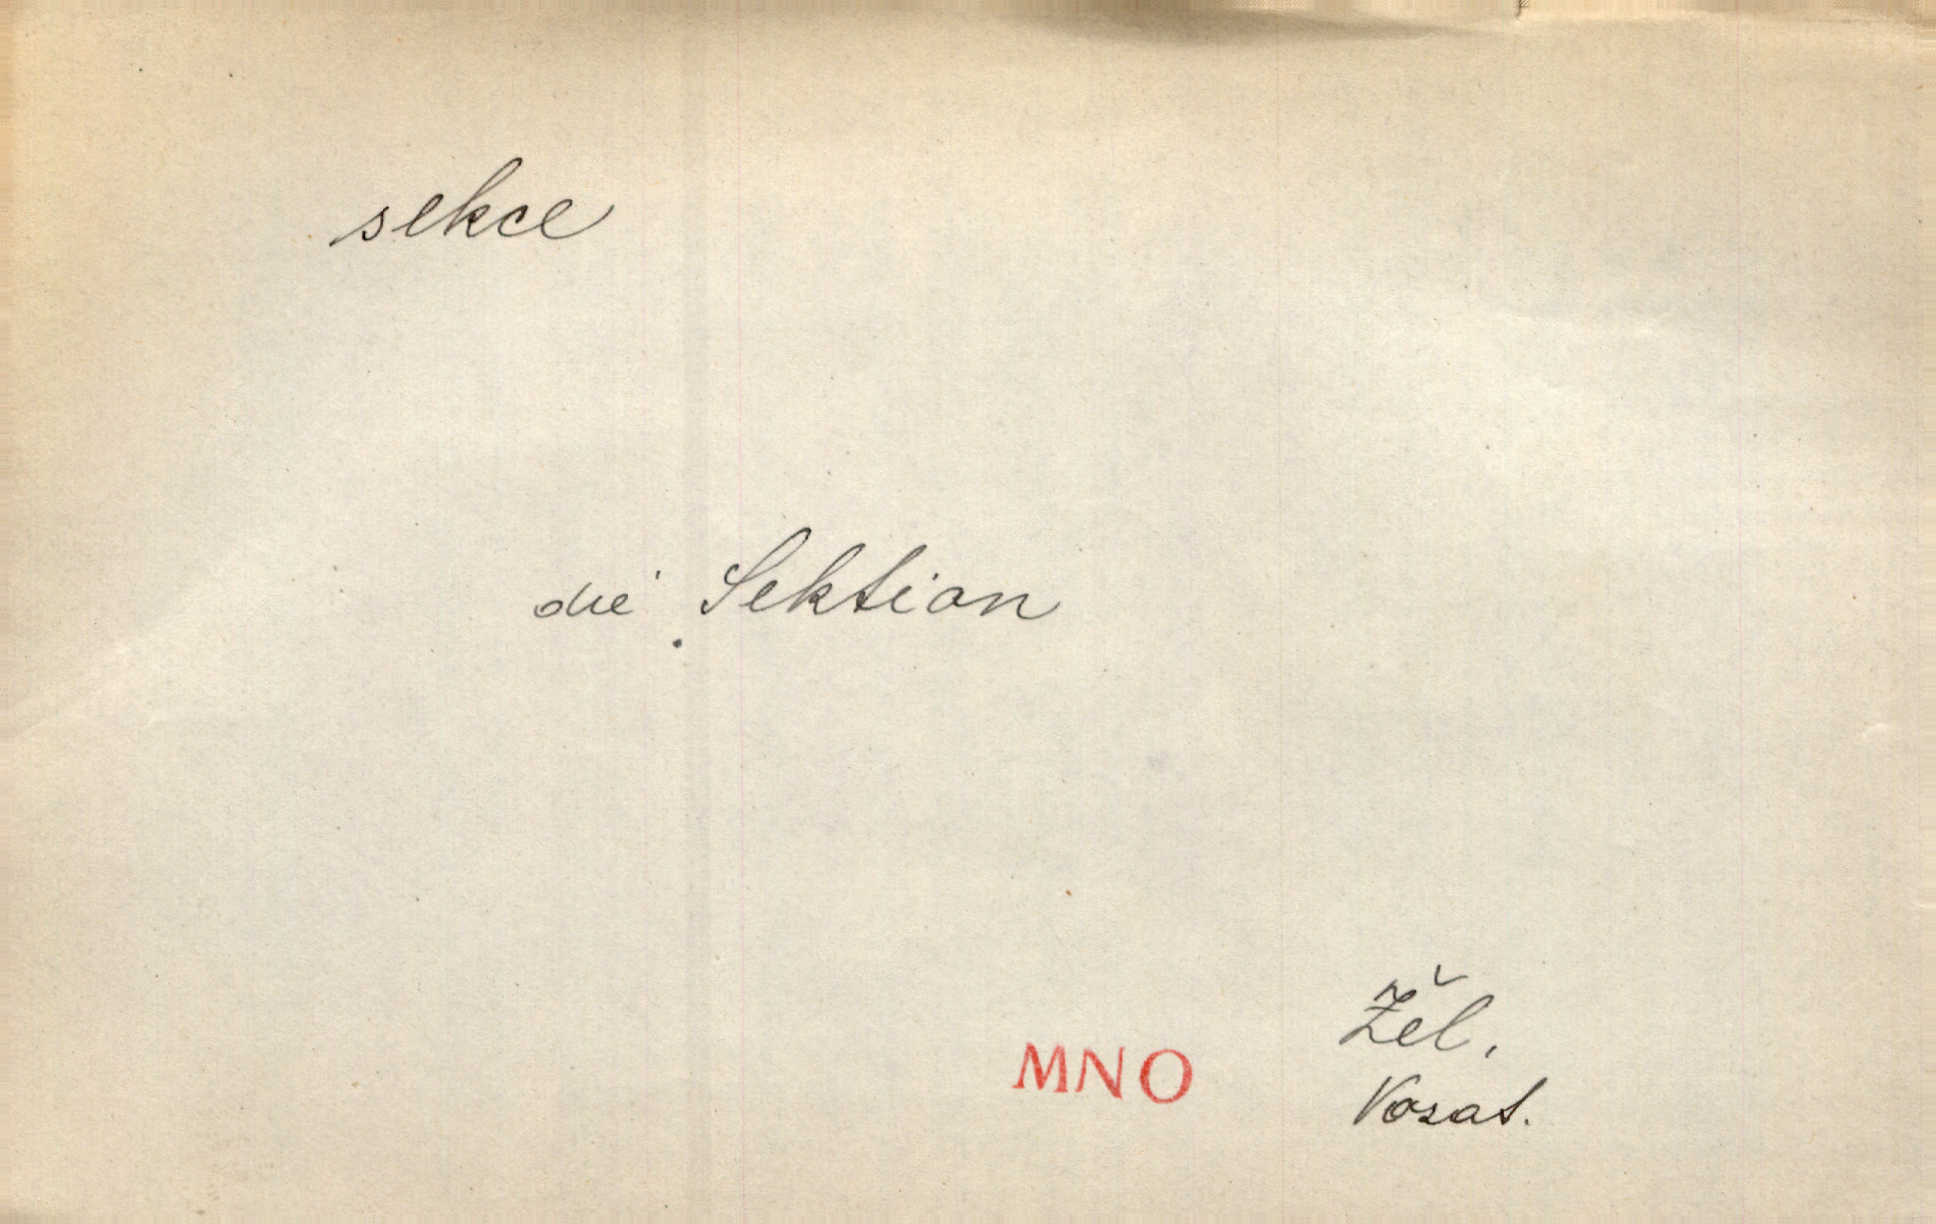 sekce
die Sektion
MNO
Žel.
Vosat.